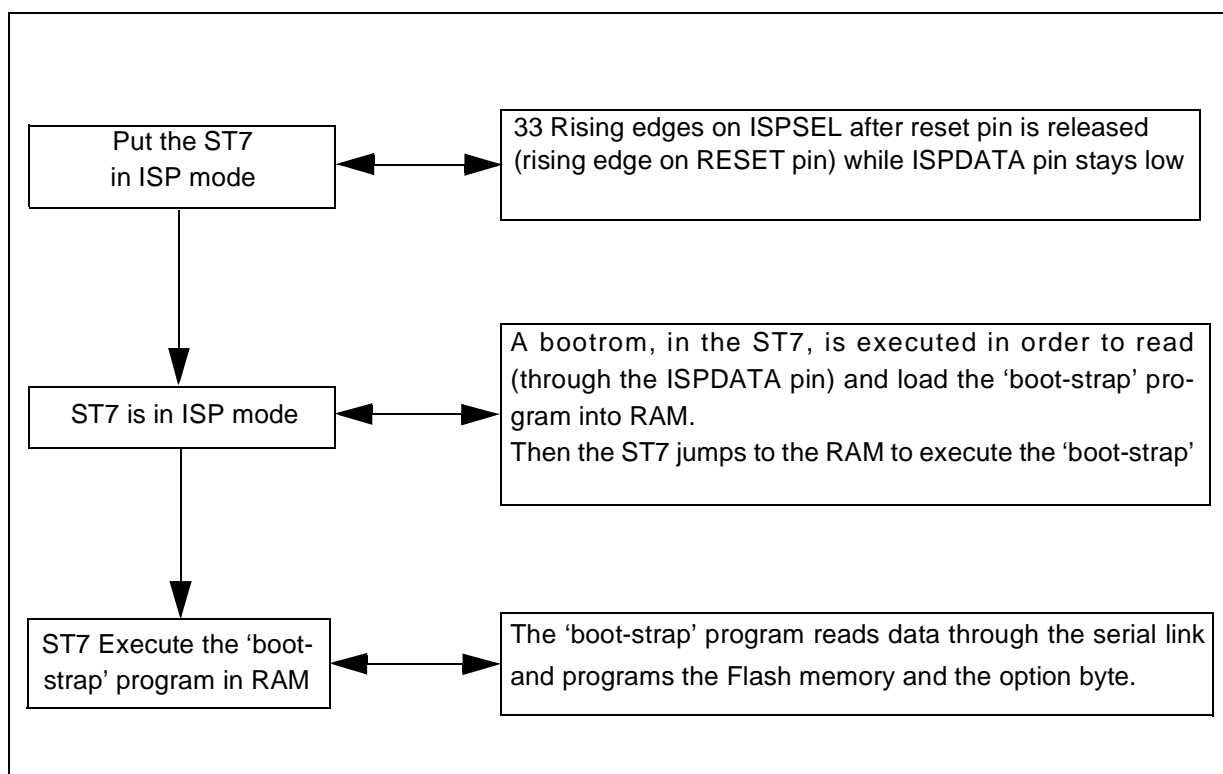 Put the ST7
in ISP mode
33 Rising edges on ISPSEL after reset pin is released
(rising edge on RESET pin) while ISPDATA pin stays low
ST7 is in ISP mode
A bootrom, in the ST7, is executed in order to read
(through the ISPDATA pin) and load the ‘boot-strap’ pro-
gram into RAM.
Then the ST7 jumps to the RAM to execute the ‘boot-strap’
ST7 Execute the ‘boot-
strap’ program in RAM
The ‘boot-strap’ program reads data through the serial link
and programs the Flash memory and the option byte.